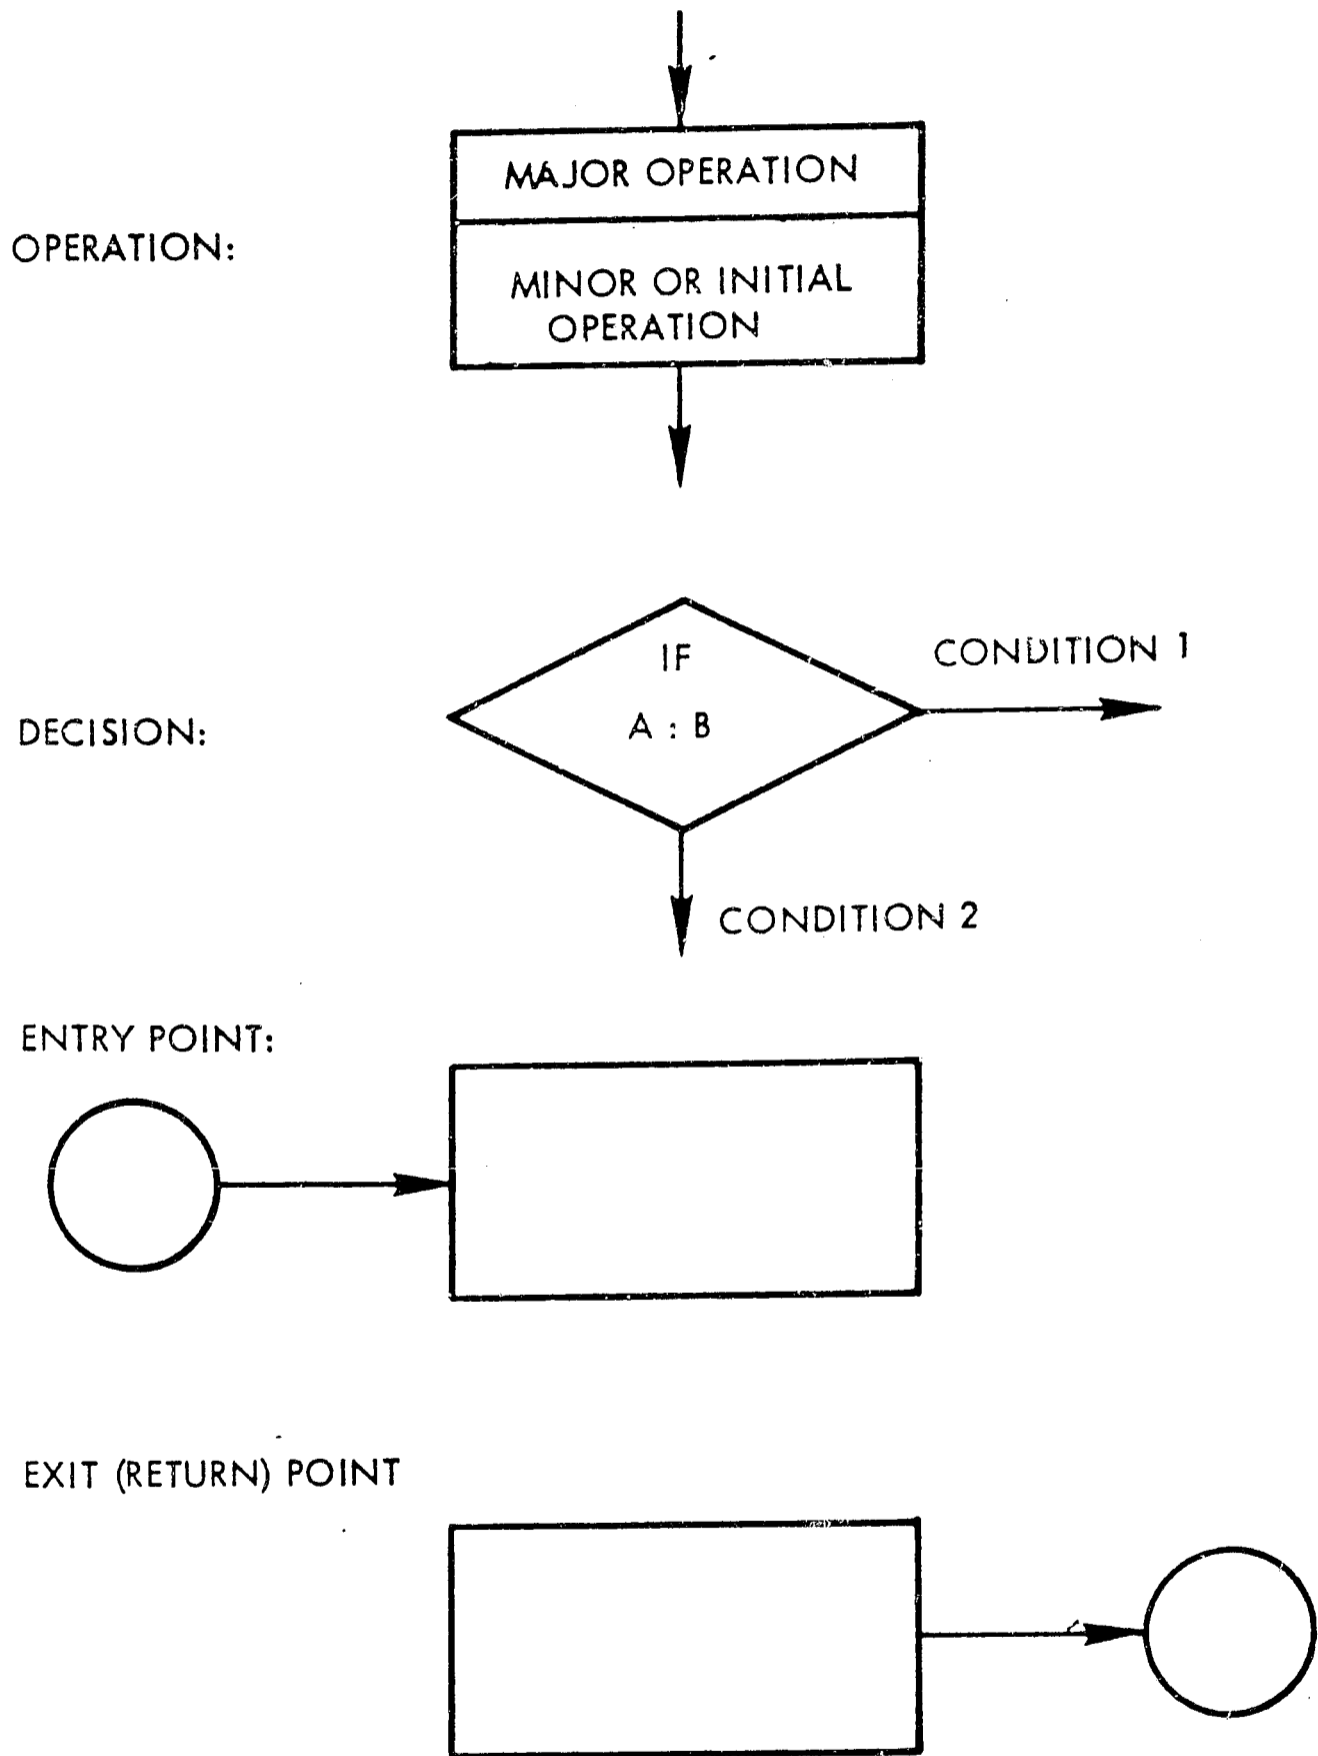 MAJOR OPERATION
OPERATION:
MINOR OR INITIAL
OPERATION
IF
CONDITION 1
DECISION:
A : B
CONDITION 2
ENTRY POINT:
EXIT (RETURN) POINT